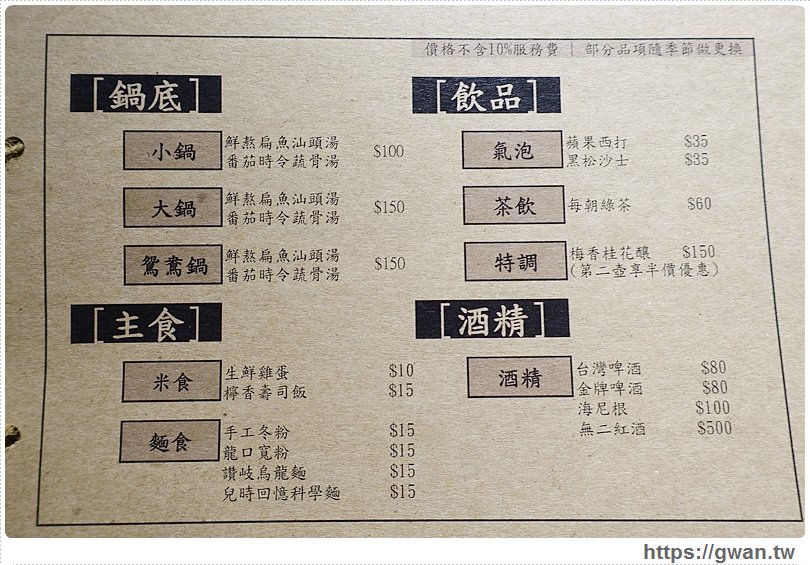 價格不含10%服務費 | 部分品項隨季節做更換
[鍋底]
小鍋
鮮熬扁魚汕頭湯
番茄時令蔬骨湯
$100
大鍋
鮮熬扁魚汕頭湯
番茄時令蔬骨湯
$150
鴛鴦鍋
鮮熬扁魚汕頭湯
番茄時令蔬骨湯
$150
[主食]
米食
生鮮雞蛋 $10
檸香壽司飯 $15
麵食
手工冬粉 $15
龍口寬粉 $15
讚岐烏龍麵 $15
兒時回憶科學麵 $15
[飲品]
氣泡
蘋果西打 $35
黑松沙士 $35
茶飲
每朝綠茶 $60
特調
梅香桂花釀 $150
(第二壺享半價優惠)
[酒精]
酒精
台灣啤酒 $80
金牌啤酒 $80
海尼根 $100
無二紅酒 $500
https://gwan.tw